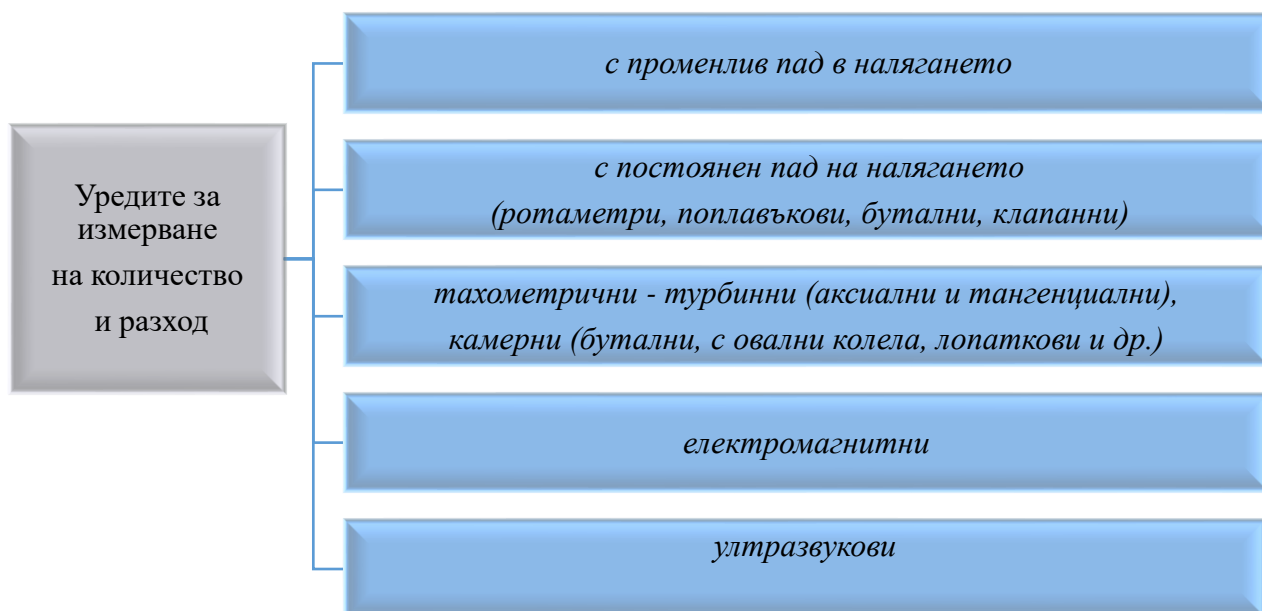 с променлив пад в налягането
Уредите за
измерване
на количество
и разход
с постоянен пад на налягането
(ротаметри, поплавъкови, бутални, клапанни)
тахометрични - турбинни (аксиални и тангенциални),
камерни (бутални, с овални колела, лопаткови и др.)
електромагнитни
ултразвукови